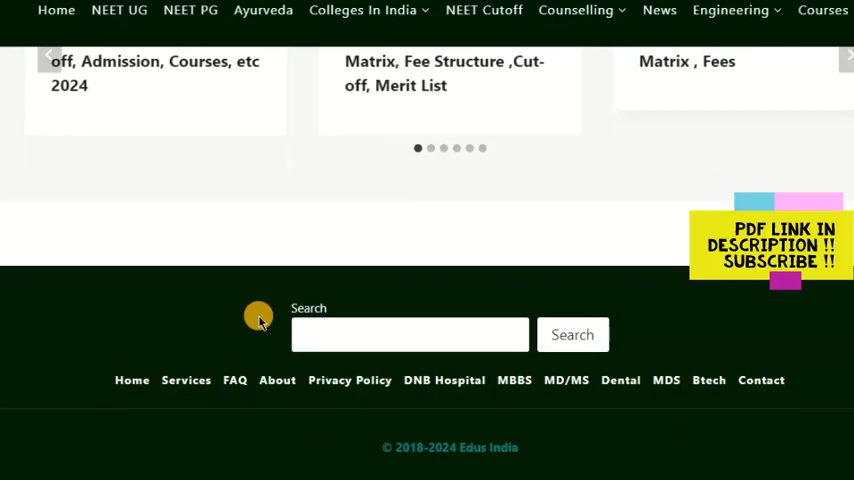 Home NEET UG NEET PG Ayurveda Colleges In India NEET Cutoff Counselling News Engineering Courses
off, Admission, Courses, etc
2024
Matrix, Fee Structure ,Cut-
off, Merit List
Matrix , Fees
PDF LINK IN
DESCRIPTION !!
SUBSCRIBE !!
Search
Search
Home Services FAQ About Privacy Policy DNB Hospital MBBS MD/MS Dental MDS Btech Contact
© 2018-2024 Edus India